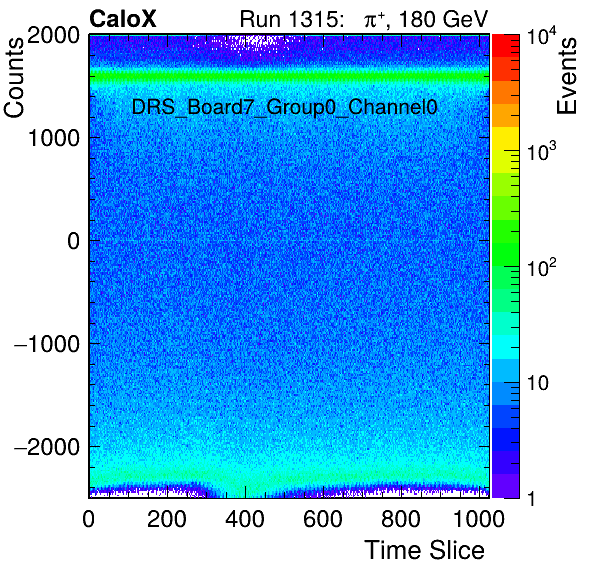 CaloX Run 1315: π⁺, 180 GeV
Counts
Events
DRS_Board7_Group0_Channel0
2000
1000
0
−1000
−2000
0 200 400 600 800 1000
Time Slice
10⁴
10³
10²
10
1